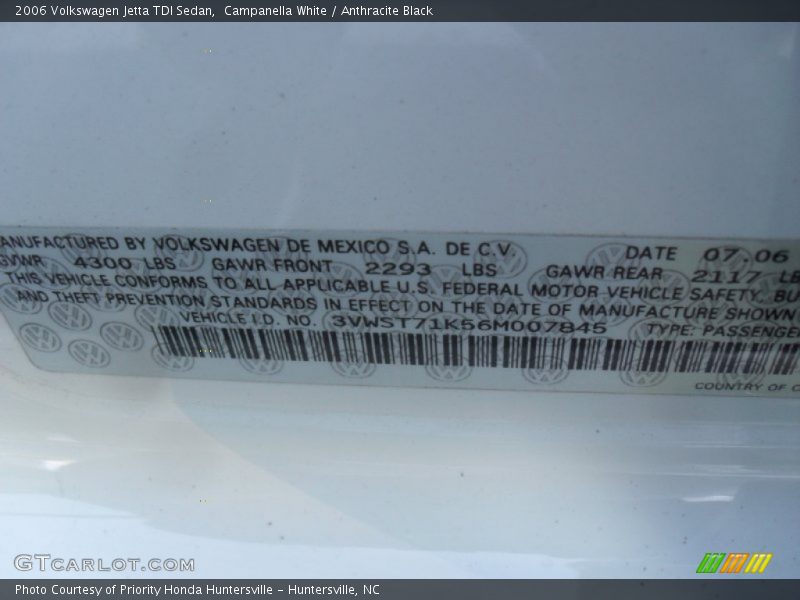 2006 Volkswagen Jetta TDI Sedan, Campanella White / Anthracite Black
ANUFACTURED BY VOLKSWAGEN DE MEXICO S.A. DE C.V. DATE 07.06
GVWR 4300 LBS GAWR FRONT 2293 LBS GAWR REAR 2117 LB
THIS VEHICLE CONFORMS TO ALL APPLICABLE U.S. FEDERAL MOTOR VEHICLE SAFETY, BU
AND THEFT PREVENTION STANDARDS IN EFFECT ON THE DATE OF MANUFACTURE SHOWN
VEHICLE I.D. NO. 3VWST71K56M007845 TYPE: PASSENGE
COUNTRY OF
GTCARLOT.COM
Photo Courtesy of Priority Honda Huntersville – Huntersville, NC